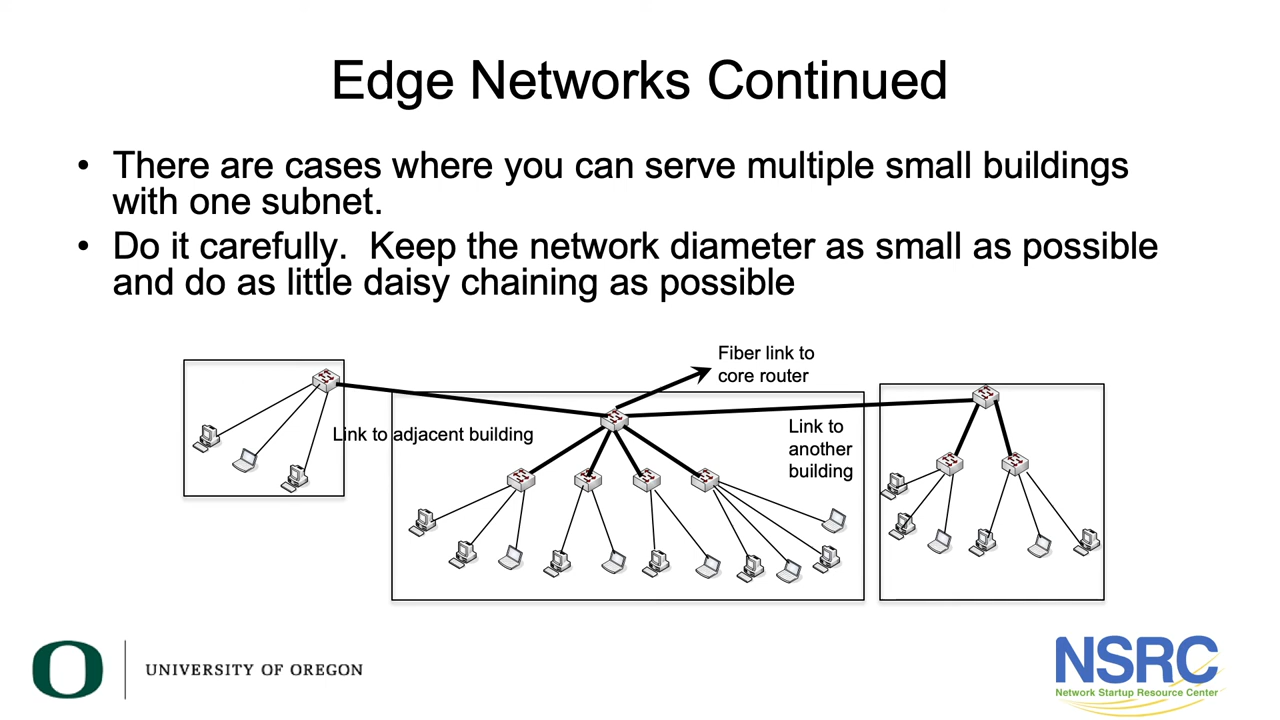 Edge Networks Continued
• There are cases where you can serve multiple small buildings
with one subnet.
• Do it carefully.  Keep the network diameter as small as possible
and do as little daisy chaining as possible
Fiber link to
core router
Link to adjacent building
Link to
another
building
O
UNIVERSITY OF OREGON
NSRC
Network Startup Resource Center